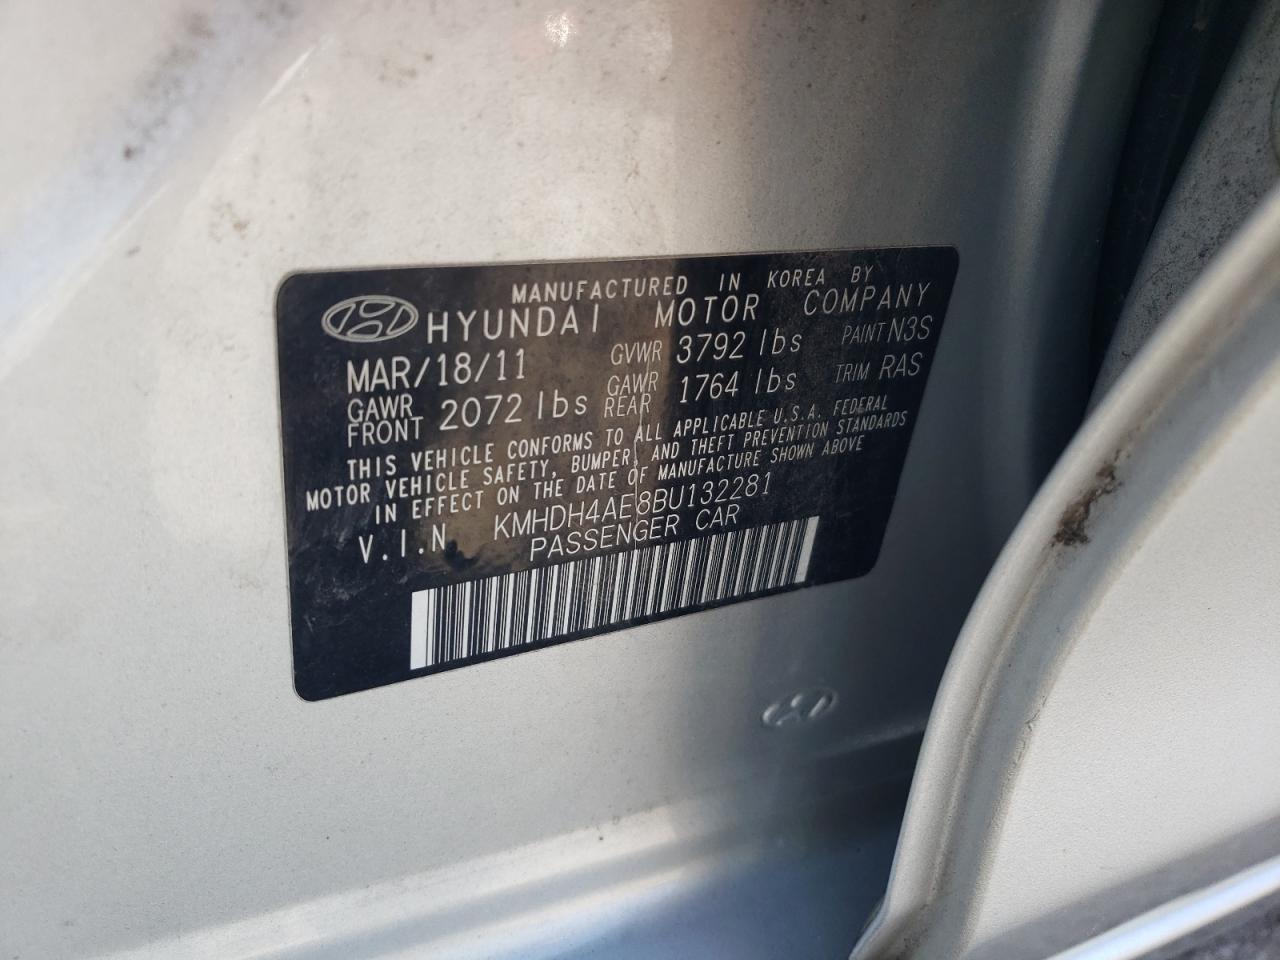 MANUFACTURED IN KOREA BY
HYUNDAI MOTOR COMPANY
MAR/18/11 GVWR 3792 lbs PAINT N3S
GAWR FRONT 2072 lbs GAWR REAR 1764 lbs TRIM RAS
THIS VEHICLE CONFORMS TO ALL APPLICABLE U.S.A. FEDERAL
MOTOR VEHICLE SAFETY, BUMPER, AND THEFT PREVENTION STANDARDS
IN EFFECT ON THE DATE OF MANUFACTURE SHOWN ABOVE
V.I.N KMHDH4AE8BU132281
PASSENGER CAR